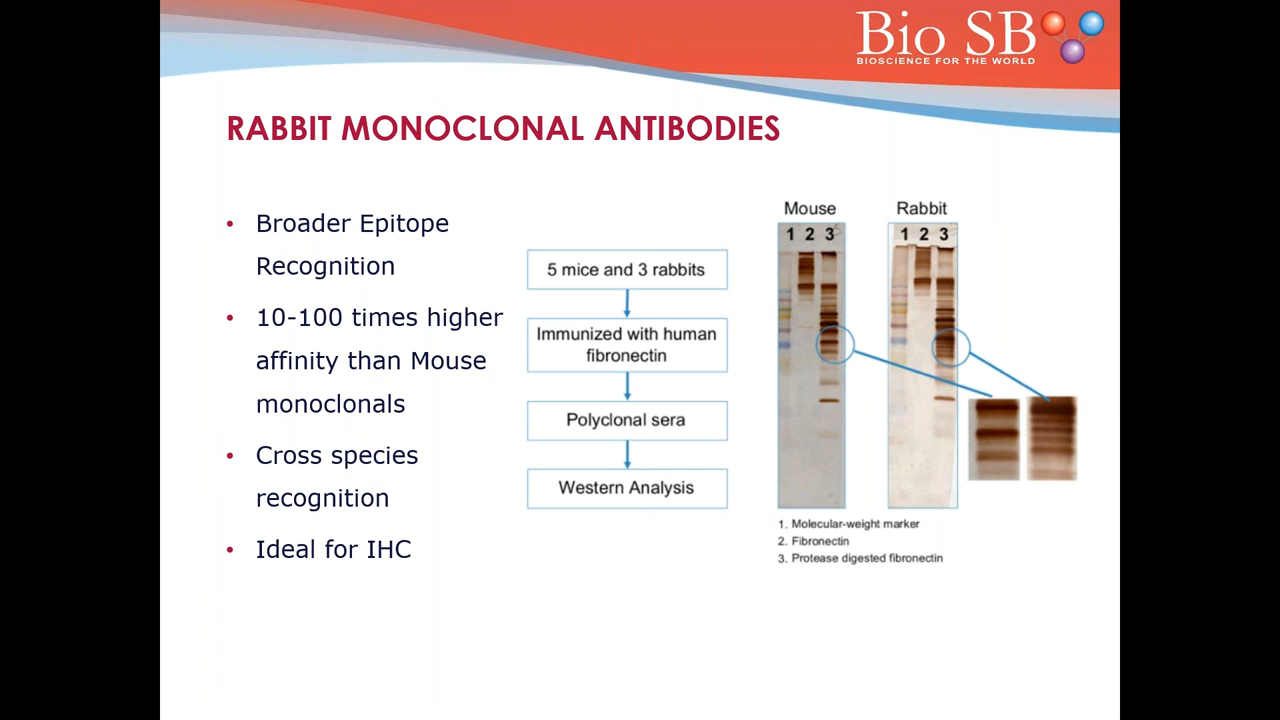 Bio SB
BIOSCIENCE FOR THE WORLD
RABBIT MONOCLONAL ANTIBODIES
• Broader Epitope
Recognition
• 10-100 times higher
affinity than Mouse
monoclonals
• Cross species
recognition
• Ideal for IHC
5 mice and 3 rabbits
Immunized with human
fibronectin
Polyclonal sera
Western Analysis
Mouse
1 2 3
Rabbit
1 2 3
1. Molecular-weight marker
2. Fibronectin
3. Protease digested fibronectin